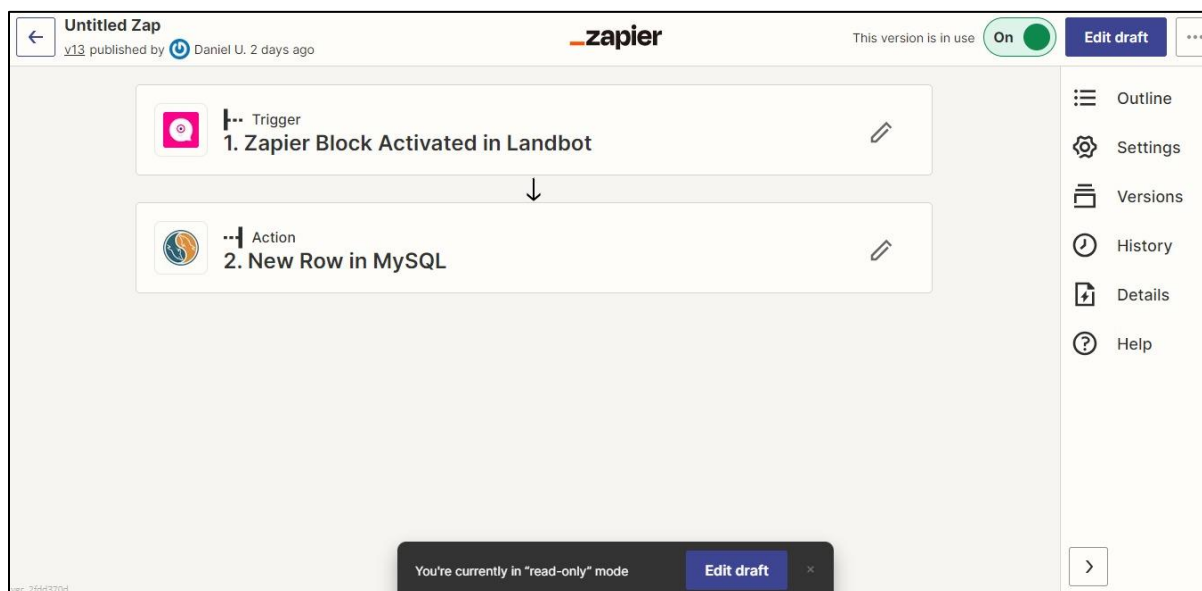 Untitled Zap
v13 published by Daniel U. 2 days ago
_zapier
This version is in use
On
Edit draft
Trigger
1. Zapier Block Activated in Landbot
Action
2. New Row in MySQL
Outline
Settings
Versions
History
Details
Help
You're currently in “read-only” mode
Edit draft
ver. 2fdd370d